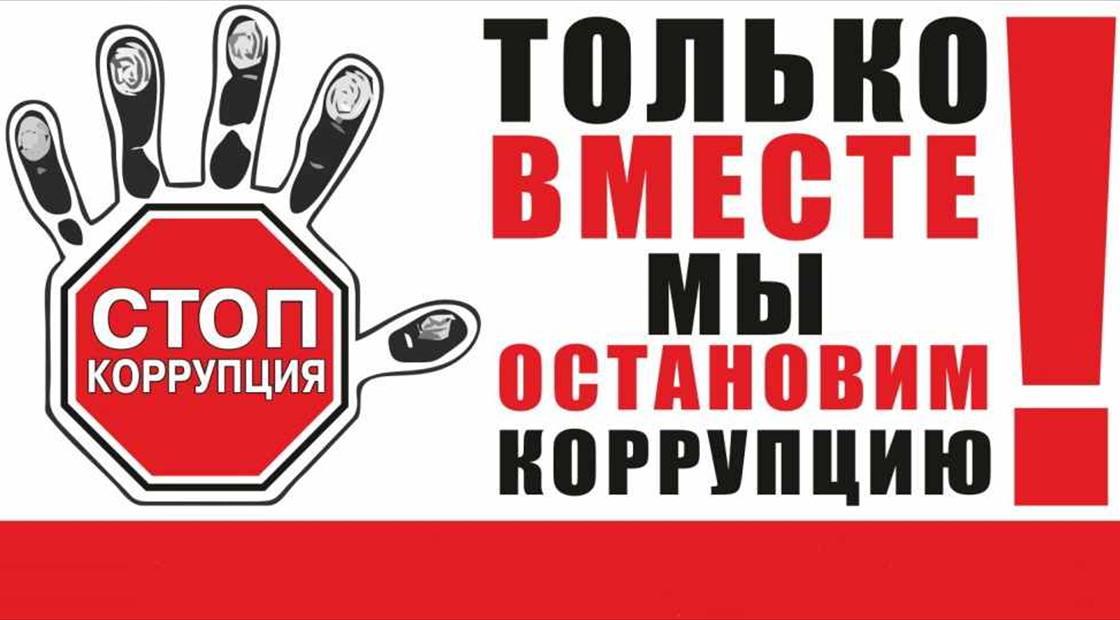 СТОП
КОРРУПЦИЯ
ТОЛЬКО
ВМЕСТЕ
МЫ
ОСТАНОВИМ
КОРРУПЦИЮ
!